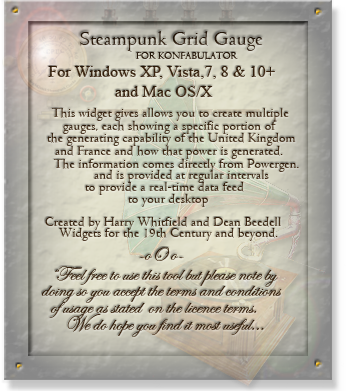 Steampunk Grid Gauge
FOR KONFABULATOR
For Windows XP, Vista,7, 8 & 10+
and Mac OS/X
This widget gives allows you to create multiple
gauges, each showing a specific portion of
the generating capability of the United Kingdom
and France and how that power is generated.
The information comes directly from Powergen.
and is provided at regular intervals
to provide a real-time data feed
to your desktop
Created by Harry Whitfield and Dean Beedell
Widgets for the 19th Century and beyond.
-oOo-
"Feel free to use this tool but please note by
doing so you accept the terms and conditions
of usage as stated on the licence terms.
We do hope you find it most useful...